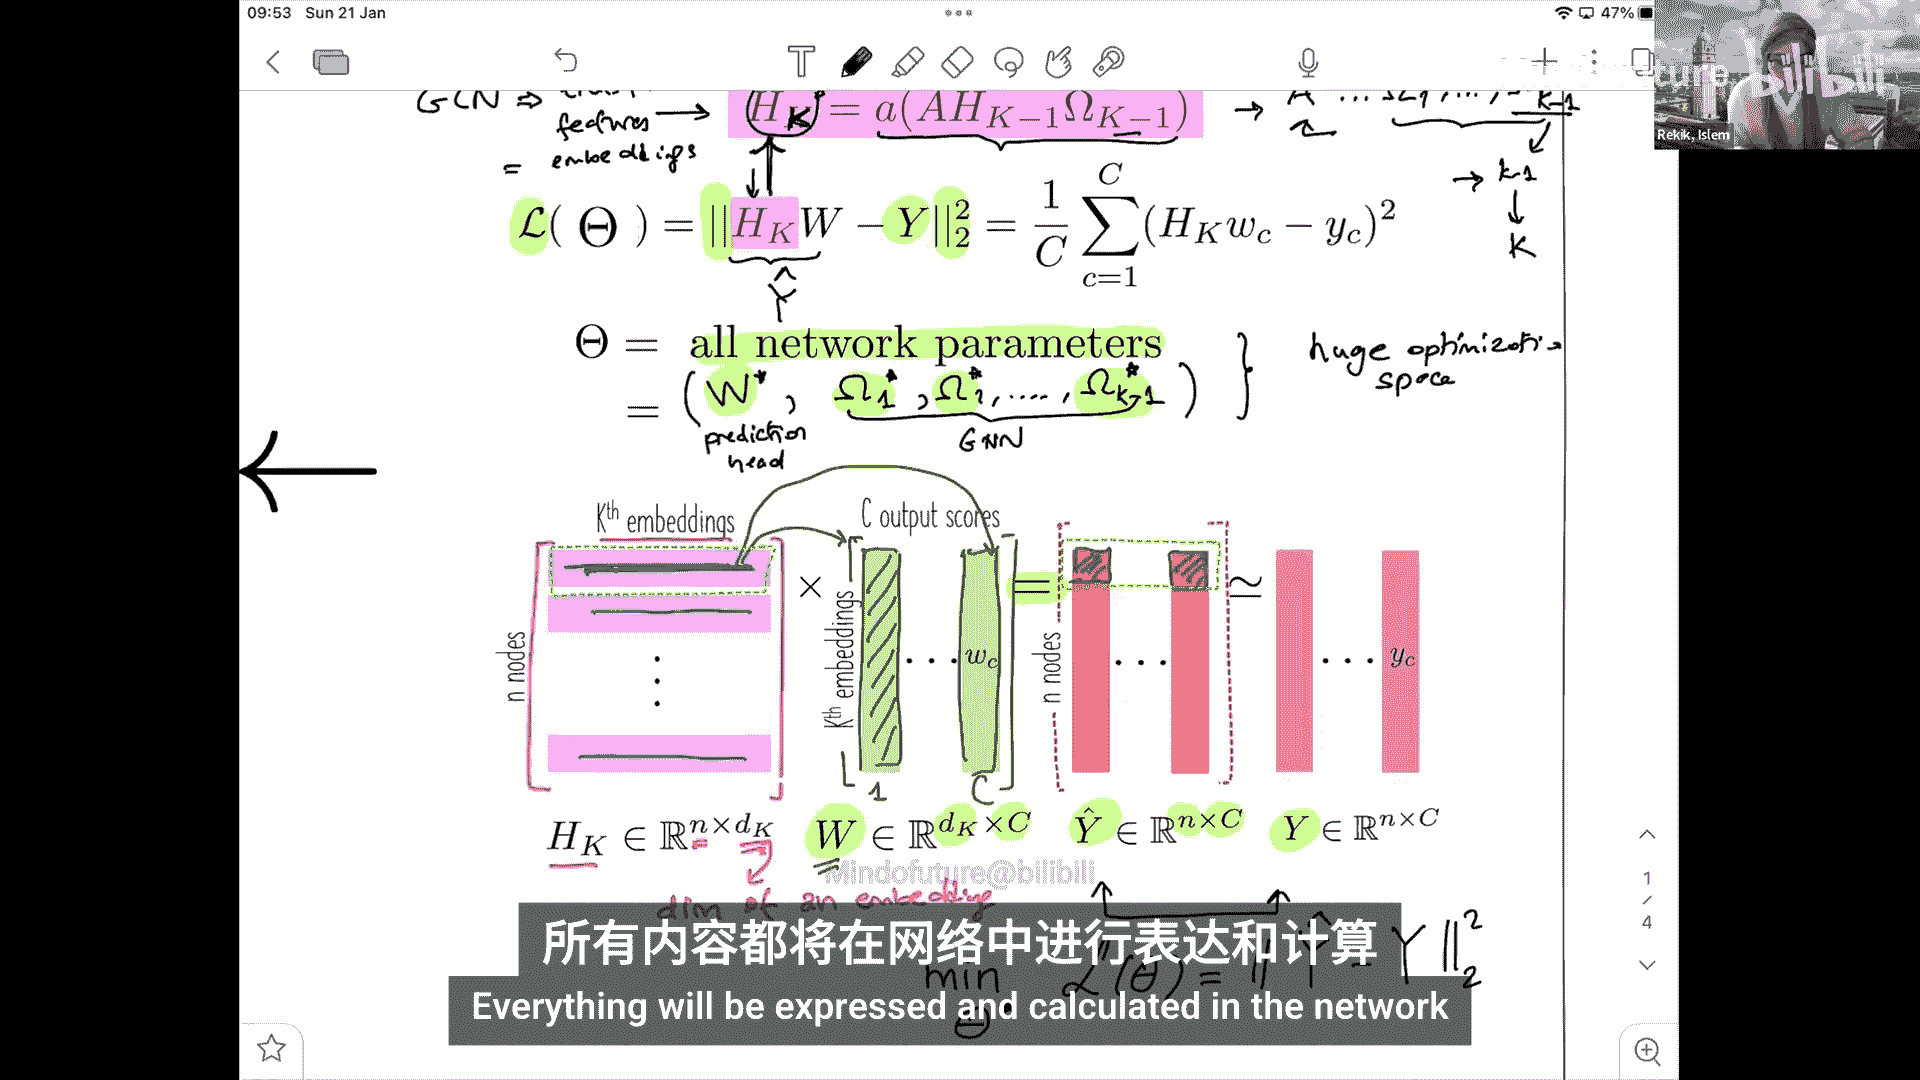 09:53 Sun 21 Jan
47%
Rekik, Islem
bilibili
GCN ⇒
features
= embeddings
→ H_K = a(AH_{K-1}Ω_{K-1}) →
→ k-1
↓
K
L( Θ ) = ||H_K W − Y||_2^2 = 1/C ∑_{c=1}^{C} (H_K w_c − y_c)^2
Ŷ
Θ = all network parameters
= (W*, Ω_1*, Ω_2*, ...., Ω_{k-1}*)
prediction head
GNN
huge optimization space
K^th embeddings
C output scores
n nodes
×
K^th embeddings
... w_c
=
n nodes
...
≃
... y_c
1 C
H_K ∈ ℝ^{n×d_K} W ∈ ℝ^{d_K×C} Ŷ ∈ ℝ^{n×C} Y ∈ ℝ^{n×C}
Mindofuture@bilibili
dim of an embedding
1
4
所有内容都将在网络中进行表达和计算
min L(Θ) = || Ŷ - Y ||_2^2
Θ
Everything will be expressed and calculated in the network